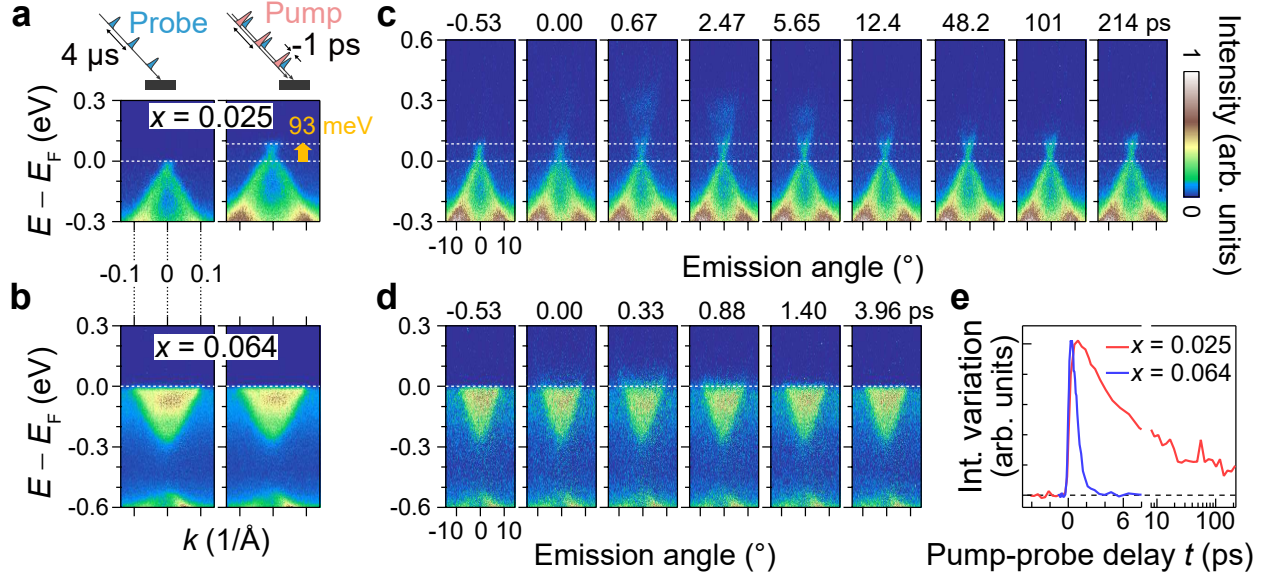 a
Probe
Pump
4 μs
-1 ps
x = 0.025
93 meV
0.3
0.0
-0.3
E – E_F (eV)
-0.1 0 0.1
b
x = 0.064
0.3
0.0
-0.3
-0.6
E – E_F (eV)
k (1/Å)
c
-0.53 0.00 0.67 2.47 5.65 12.4 48.2 101 214 ps
0.6
0.3
0.0
-0.3
-10 0 10
Emission angle (°)
Intensity (arb. units)
1
0
d
-0.53 0.00 0.33 0.88 1.40 3.96 ps
0.3
0.0
-0.3
-0.6
-10 0 10
Emission angle (°)
e
x = 0.025
x = 0.064
Int. variation
(arb. units)
0 6 10 100
Pump-probe delay t (ps)